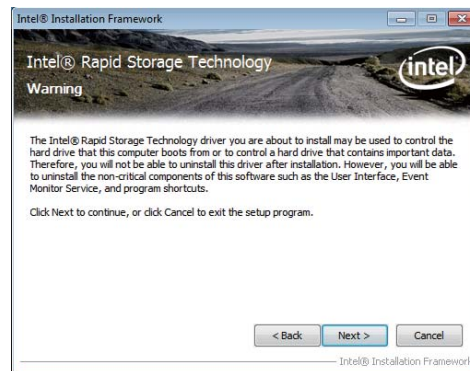 Intel® Installation Framework
Intel® Rapid Storage Technology
Warning
intel
The Intel® Rapid Storage Technology driver you are about to install may be used to control the
hard drive that this computer boots from or to control a hard drive that contains important data.
Therefore, you will not be able to uninstall this driver after installation. However, you will be able
to uninstall the non-critical components of this software such as the User Interface, Event
Monitor Service, and program shortcuts.
Click Next to continue, or click Cancel to exit the setup program.
< Back Next > Cancel
Intel® Installation Framework